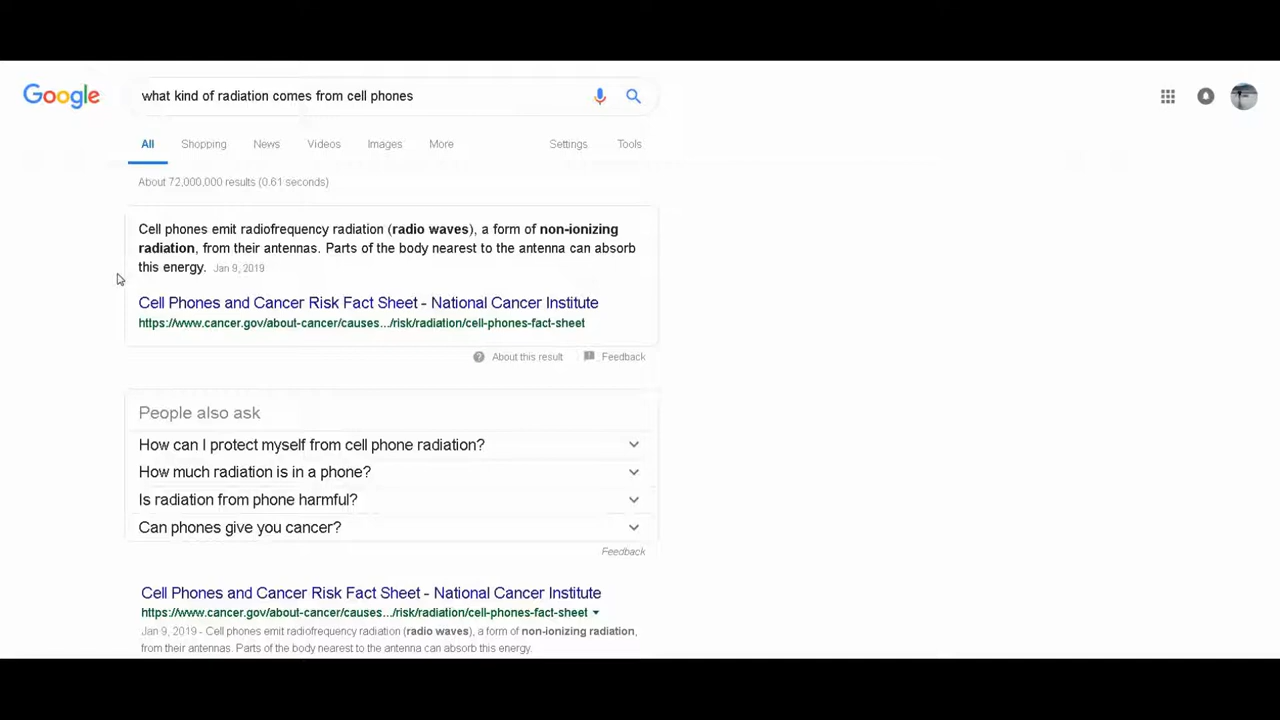 Google
what kind of radiation comes from cell phones
All Shopping News Videos Images More Settings Tools
About 72,000,000 results (0.61 seconds)
Cell phones emit radiofrequency radiation (radio waves), a form of non-ionizing
radiation, from their antennas. Parts of the body nearest to the antenna can absorb
this energy. Jan 9, 2019
Cell Phones and Cancer Risk Fact Sheet - National Cancer Institute
https://www.cancer.gov/about-cancer/causes.../risk/radiation/cell-phones-fact-sheet
About this result Feedback
People also ask
How can I protect myself from cell phone radiation?
How much radiation is in a phone?
Is radiation from phone harmful?
Can phones give you cancer?
Feedback
Cell Phones and Cancer Risk Fact Sheet - National Cancer Institute
https://www.cancer.gov/about-cancer/causes.../risk/radiation/cell-phones-fact-sheet
Jan 9, 2019 - Cell phones emit radiofrequency radiation (radio waves), a form of non-ionizing radiation,
from their antennas. Parts of the body nearest to the antenna can absorb this energy.